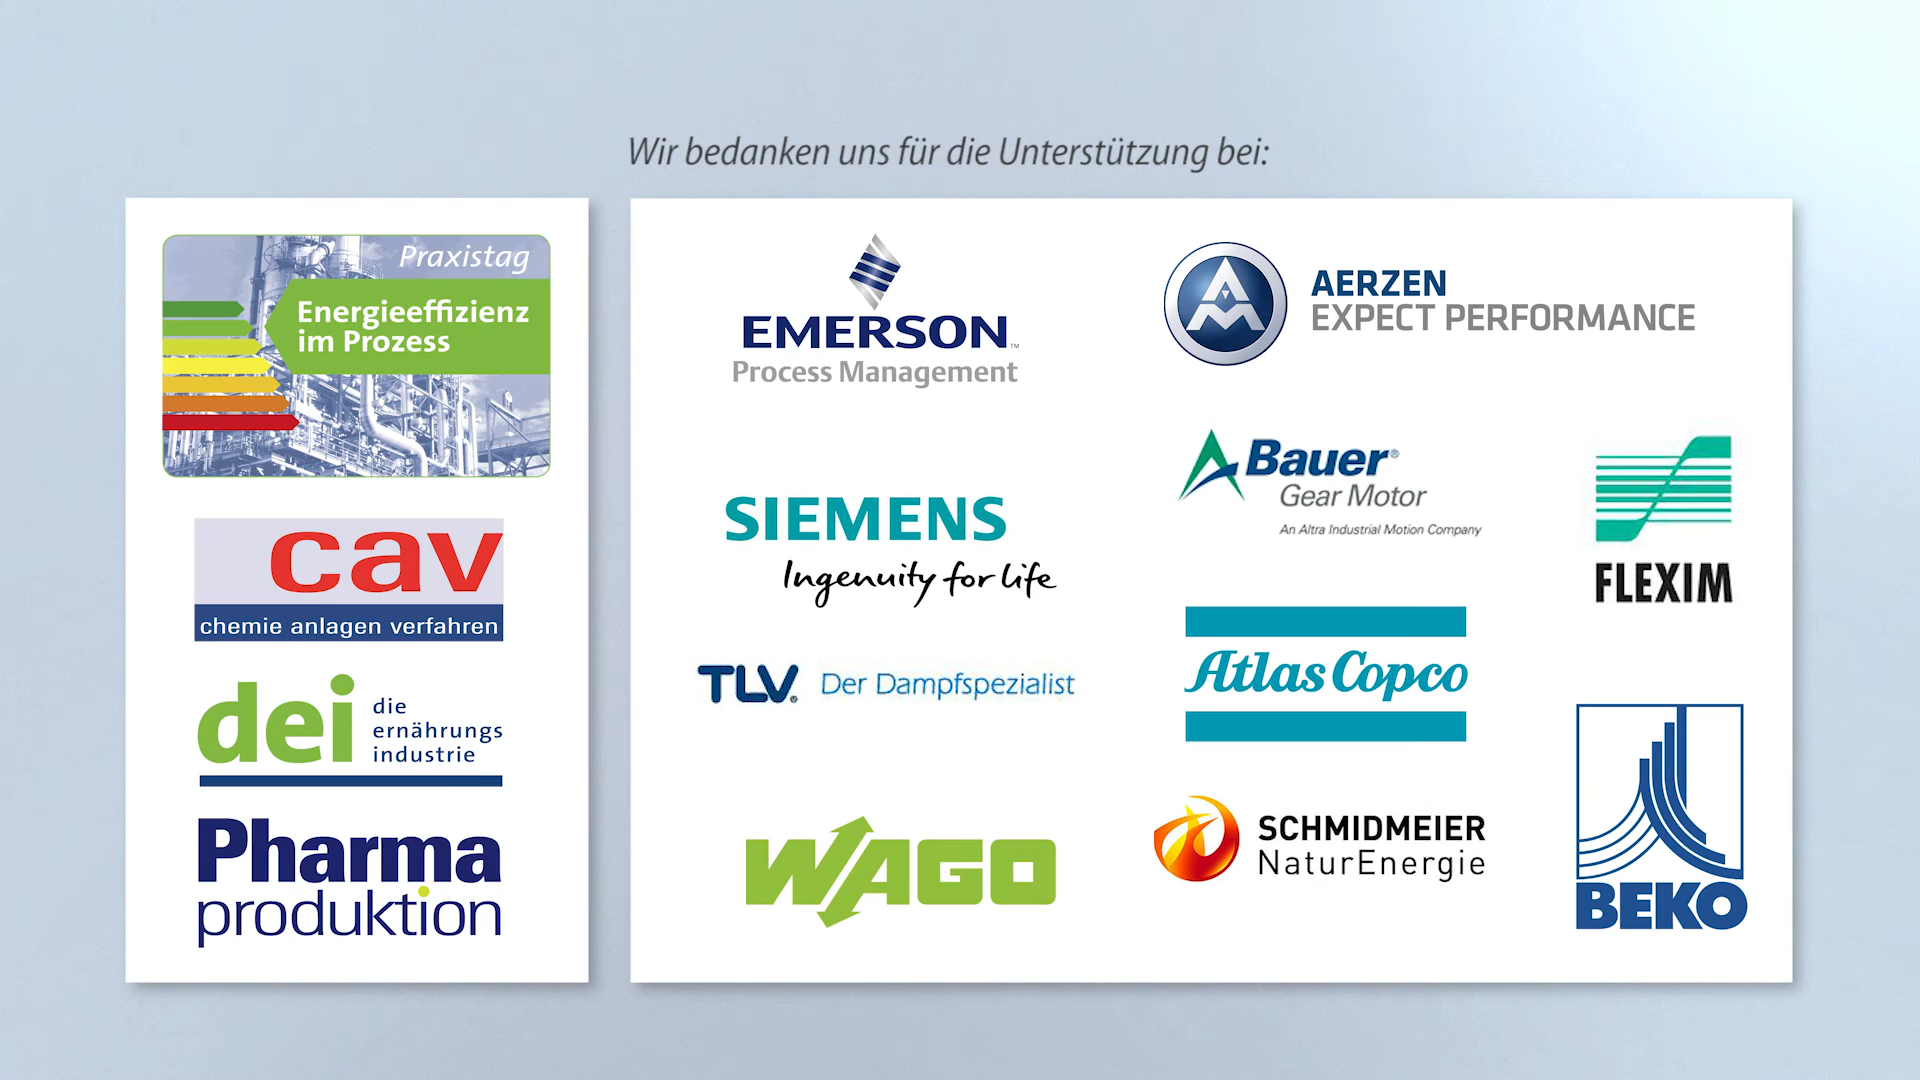 Wir bedanken uns für die Unterstützung bei:
Praxistag
Energieeffizienz
im Prozess
cav
chemie anlagen verfahren
dei
die
ernährungs
industrie
Pharma
produktion
EMERSON™
Process Management
AERZEN
EXPECT PERFORMANCE
SIEMENS
Ingenuity for life
Bauer®
Gear Motor
An Altra Industrial Motion Company
FLEXIM
TLV® Der Dampfspezialist
Atlas Copco
WAGO
SCHMIDMEIER
NaturEnergie
BEKO